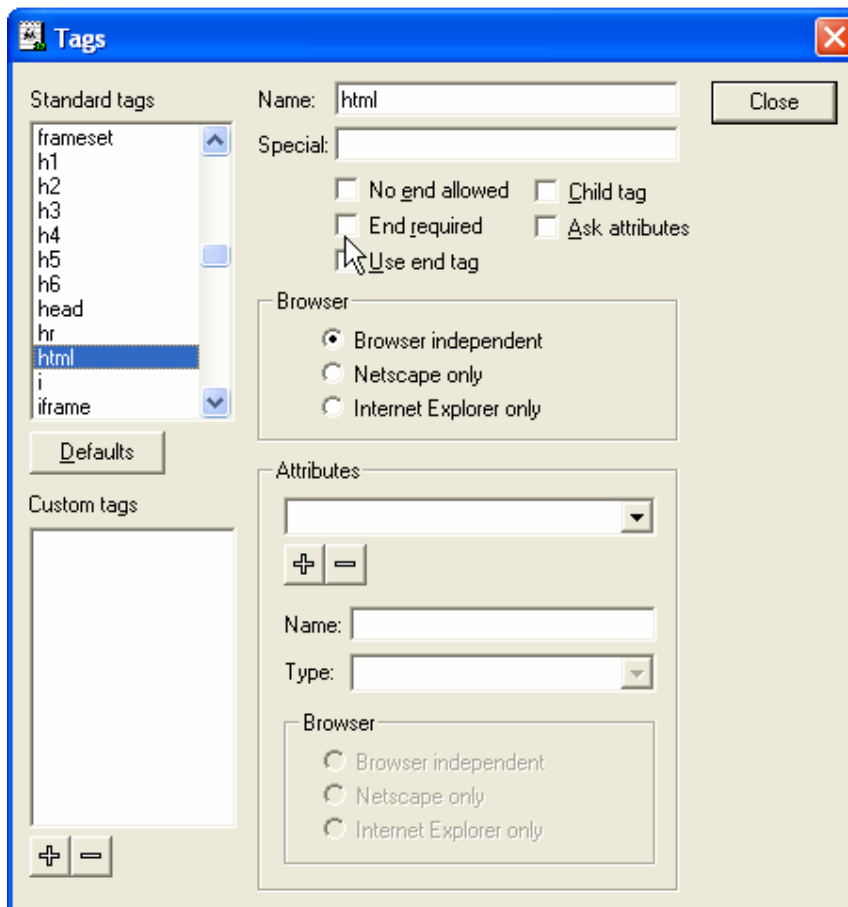 Tags
Standard tags
frameset
h1
h2
h3
h4
h5
h6
head
hr
html
i
iframe
Defaults
Custom tags
Name: html
Special:
No end allowed
Child tag
End required
Ask attributes
Use end tag
Browser
Browser independent
Netscape only
Internet Explorer only
Attributes
Name:
Type:
Browser
Browser independent
Netscape only
Internet Explorer only
Close